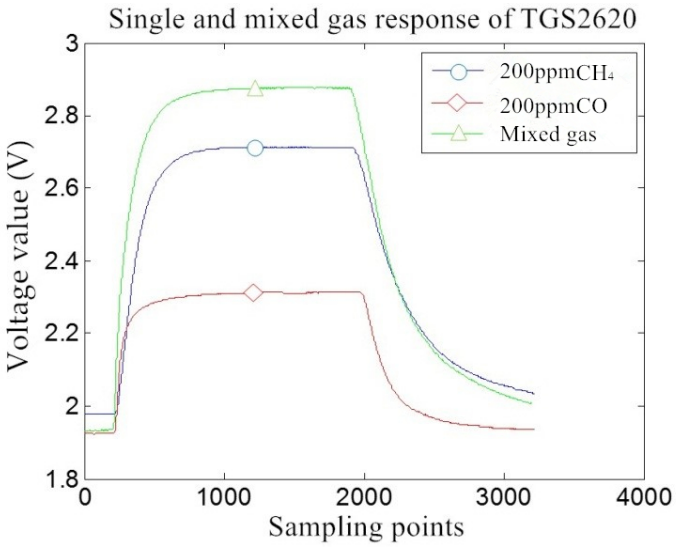 Single and mixed gas response of TGS2620
3
2.8
2.6
2.4
2.2
2
1.8
Voltage value (V)
200ppmCH₄
200ppmCO
Mixed gas
0
1000
2000
3000
4000
Sampling points